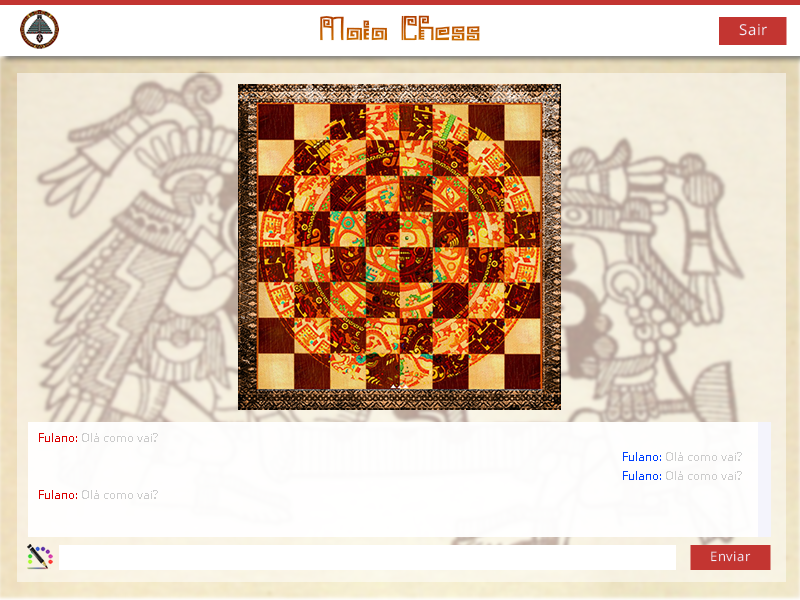 Maia Chess
Sair
Fulano: Olá como vai?
Fulano: Olá como vai?
Fulano: Olá como vai?
Fulano: Olá como vai?
Enviar